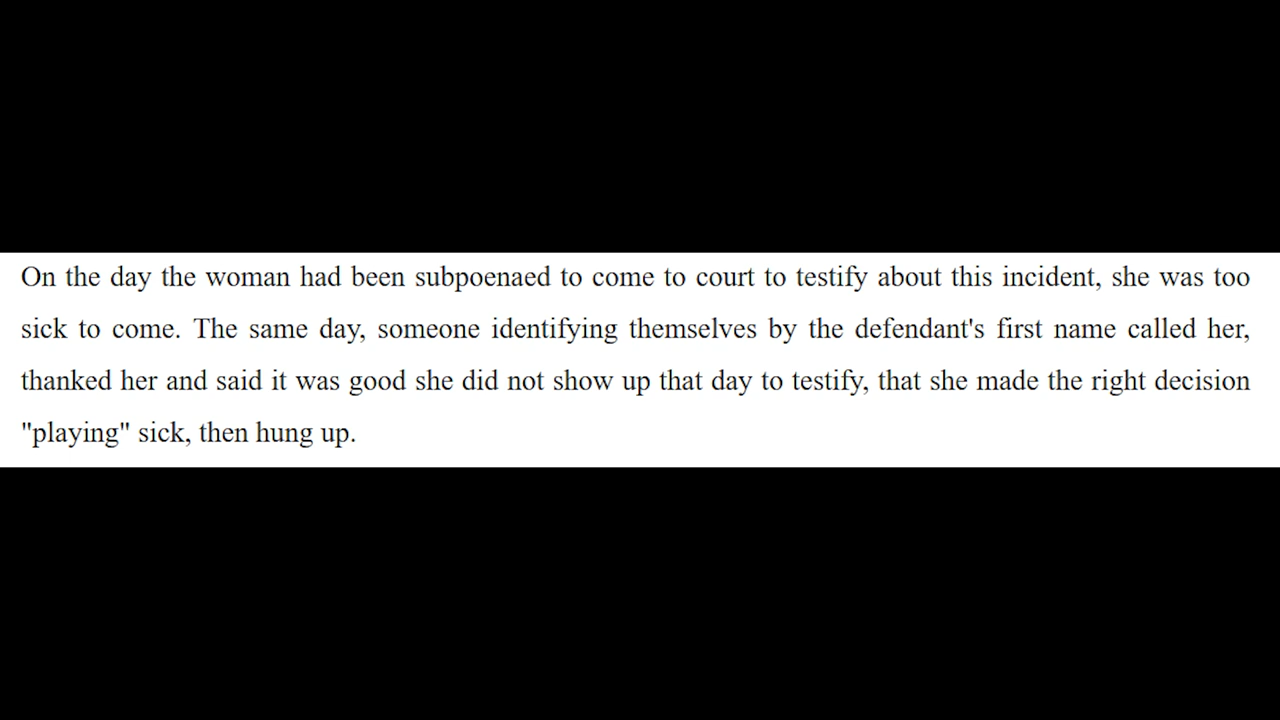 On the day the woman had been subpoenaed to come to court to testify about this incident, she was too
sick to come. The same day, someone identifying themselves by the defendant's first name called her,
thanked her and said it was good she did not show up that day to testify, that she made the right decision
"playing" sick, then hung up.